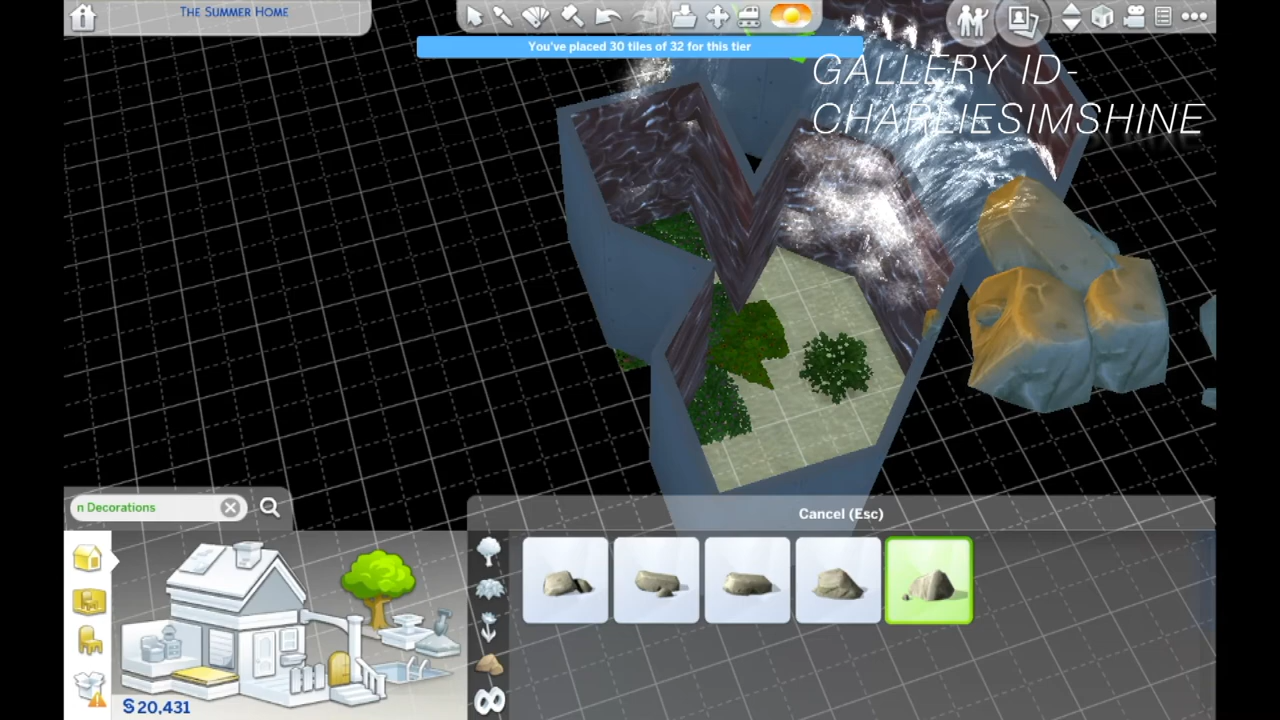 The Summer Home
You've placed 30 tiles of 32 for this tier
GALLERY ID-
CHARLIESIMSHINE
n Decorations
Cancel (Esc)
§20,431